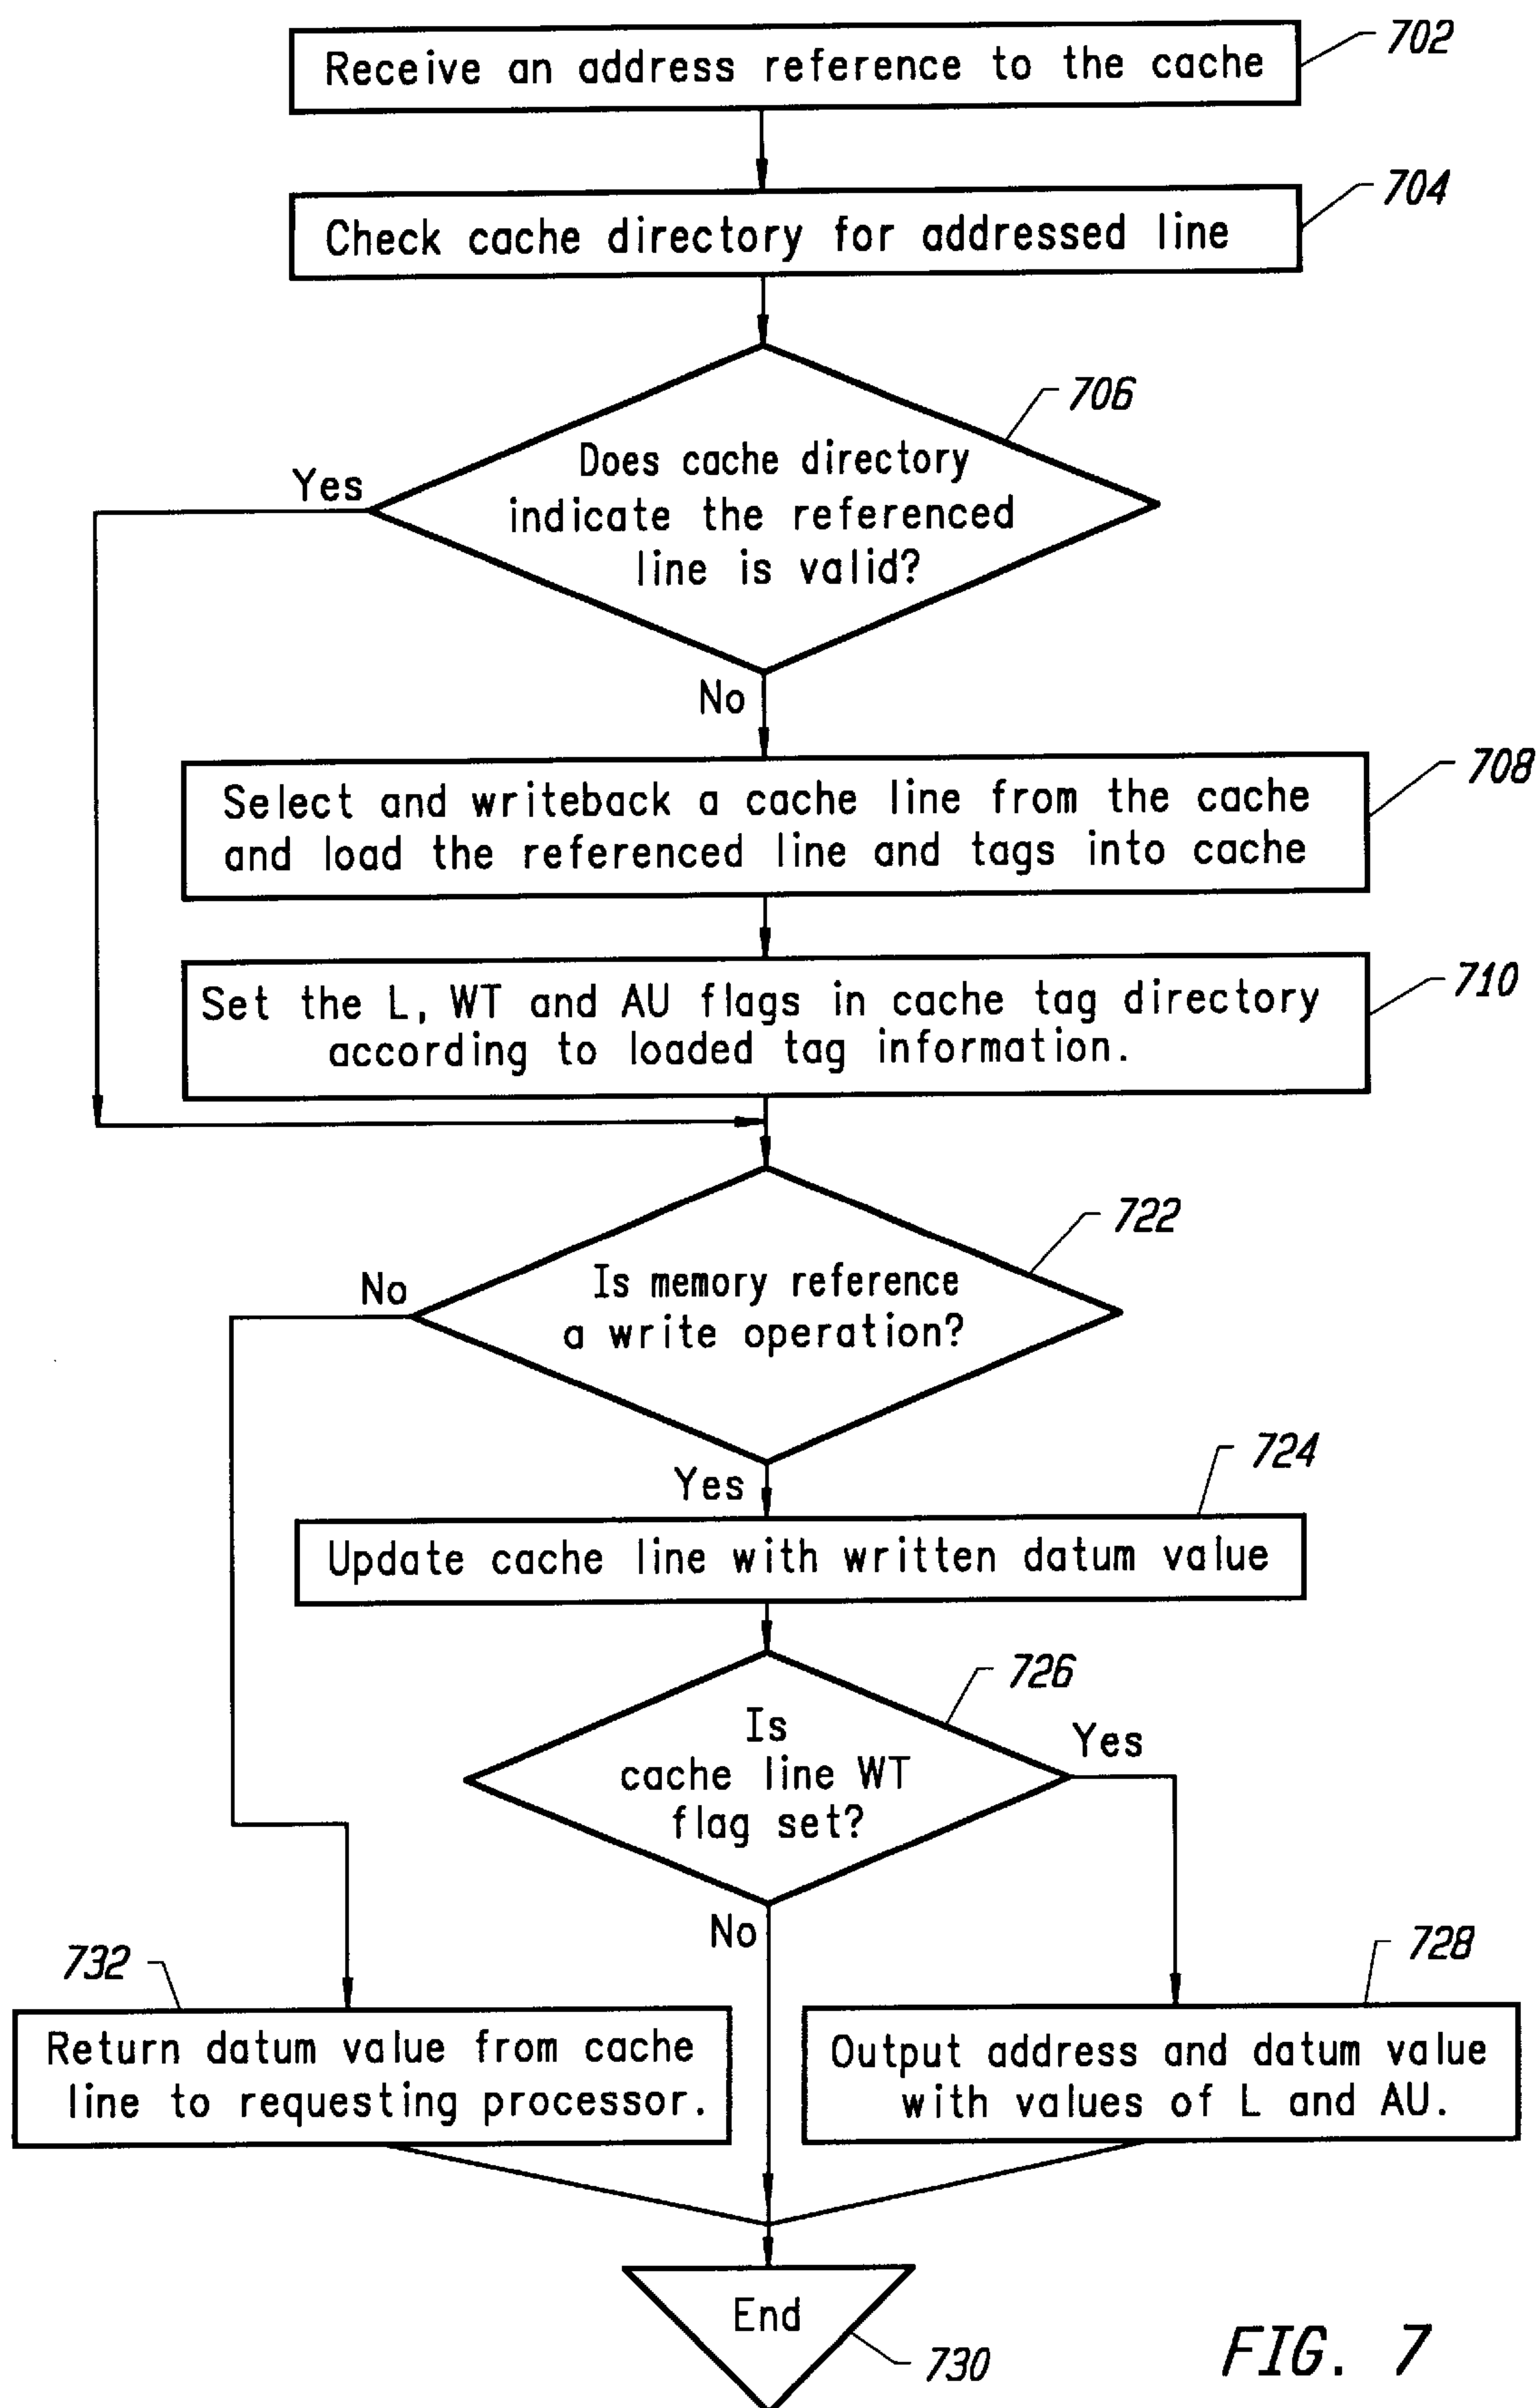 702
Receive an address reference to the cache
704
Check cache directory for addressed line
706
Does cache directory
indicate the referenced
line is valid?
Yes
No
708
Select and writeback a cache line from the cache
and load the referenced line and tags into cache
710
Set the L, WT and AU flags in cache tag directory
according to loaded tag information.
722
Is memory reference
a write operation?
No
Yes
724
Update cache line with written datum value
726
Is
cache line WT
flag set?
Yes
No
732
728
Return datum value from cache
line to requesting processor.
Output address and datum value
with values of L and AU.
End
730
FIG. 7